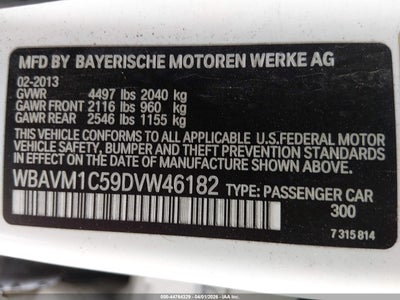 MFD BY BAYERISCHE MOTOREN WERKE AG
02-2013
GVWR 4497 lbs 2040 kg
GAWR FRONT 2116 lbs 960 kg
GAWR REAR 2546 lbs 1155 kg
THIS VEHICLE CONFORMS TO ALL APPLICABLE U.S.FEDERAL MOTOR
VEHICLE SAFETY, BUMPER AND THEFT PREVENTION STANDARDS
IN EFFECT ON THE DATE OF MANUFACTURE
SHOWN ABOVE.
WBAVM1C59DVW46182 TYPE: PASSENGER CAR
300
7 315 814